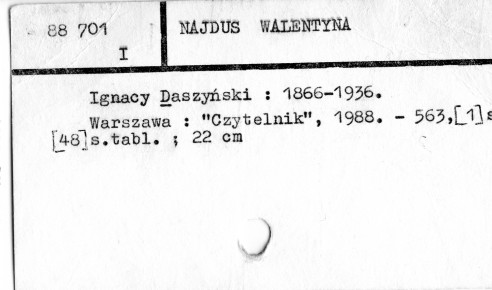 88 701
I
NAJDUS WALENTYNA
Ignacy Daszyński : 1866-1936.
Warszawa : "Czytelnik", 1988. - 563,[1]s
[48]s.tabl. ; 22 cm